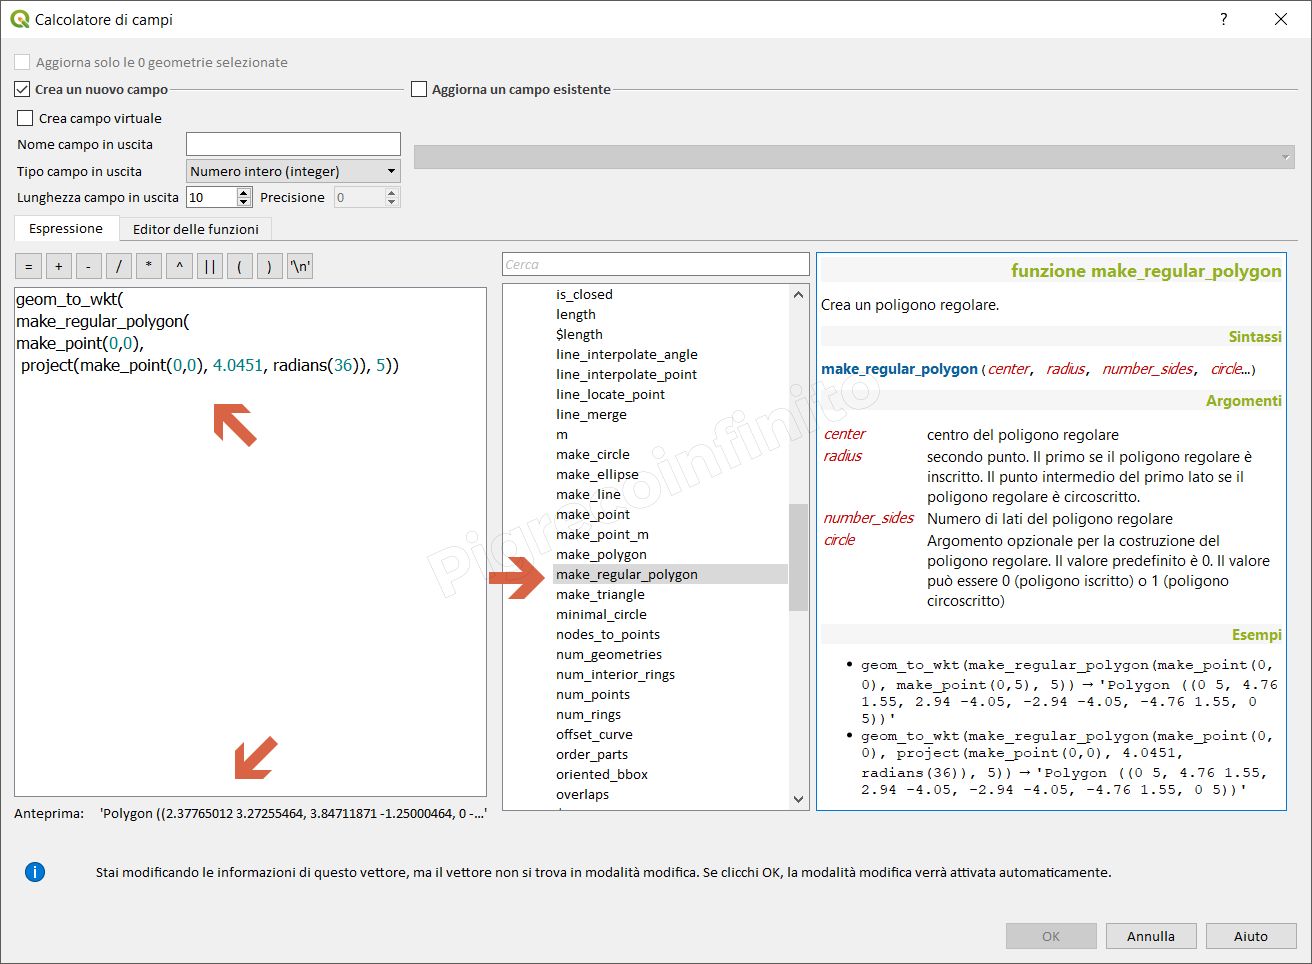 Calcolatore di campi
?
Aggiorna solo le 0 geometrie selezionate
Crea un nuovo campo
Aggiorna un campo esistente
Crea campo virtuale
Nome campo in uscita
Tipo campo in uscita
Numero intero (integer)
Lunghezza campo in uscita
10
Precisione
0
Espressione
Editor delle funzioni
= + - / * ^ || ( ) '\n'
geom_to_wkt(
make_regular_polygon(
make_point(0,0),
project(make_point(0,0), 4.0451, radians(36)), 5))
Anteprima: 'Polygon ((2.37765012 3.27255464, 3.84711871 -1.25000464, 0 -...'
Cerca
is_closed
length
$length
line_interpolate_angle
line_interpolate_point
line_locate_point
line_merge
m
make_circle
make_ellipse
make_line
make_point
make_point_m
make_polygon
make_regular_polygon
make_triangle
minimal_circle
nodes_to_points
num_geometries
num_interior_rings
num_points
num_rings
offset_curve
order_parts
oriented_bbox
overlaps
funzione make_regular_polygon
Crea un poligono regolare.
Sintassi
make_regular_polygon(center, radius, number_sides, circle…)
Argomenti
center
centro del poligono regolare
radius
secondo punto. Il primo se il poligono regolare è
inscritto. Il punto intermedio del primo lato se il
poligono regolare è circoscritto.
number_sides
Numero di lati del poligono regolare
circle
Argomento opzionale per la costruzione del
poligono regolare. Il valore predefinito è 0. Il valore
può essere 0 (poligono iscritto) o 1 (poligono
circoscritto)
Esempi
• geom_to_wkt(make_regular_polygon(make_point(0,
0), make_point(0,5), 5)) → 'Polygon ((0 5, 4.76
1.55, 2.94 -4.05, -2.94 -4.05, -4.76 1.55, 0
5))'
• geom_to_wkt(make_regular_polygon(make_point(0,
0), project(make_point(0,0), 4.0451,
radians(36)), 5)) → 'Polygon ((0 5, 4.76 1.55,
2.94 -4.05, -2.94 -4.05, -4.76 1.55, 0 5))'
Pigrecoinfinito
Stai modificando le informazioni di questo vettore, ma il vettore non si trova in modalità modifica. Se clicchi OK, la modalità modifica verrà attivata automaticamente.
OK
Annulla
Aiuto